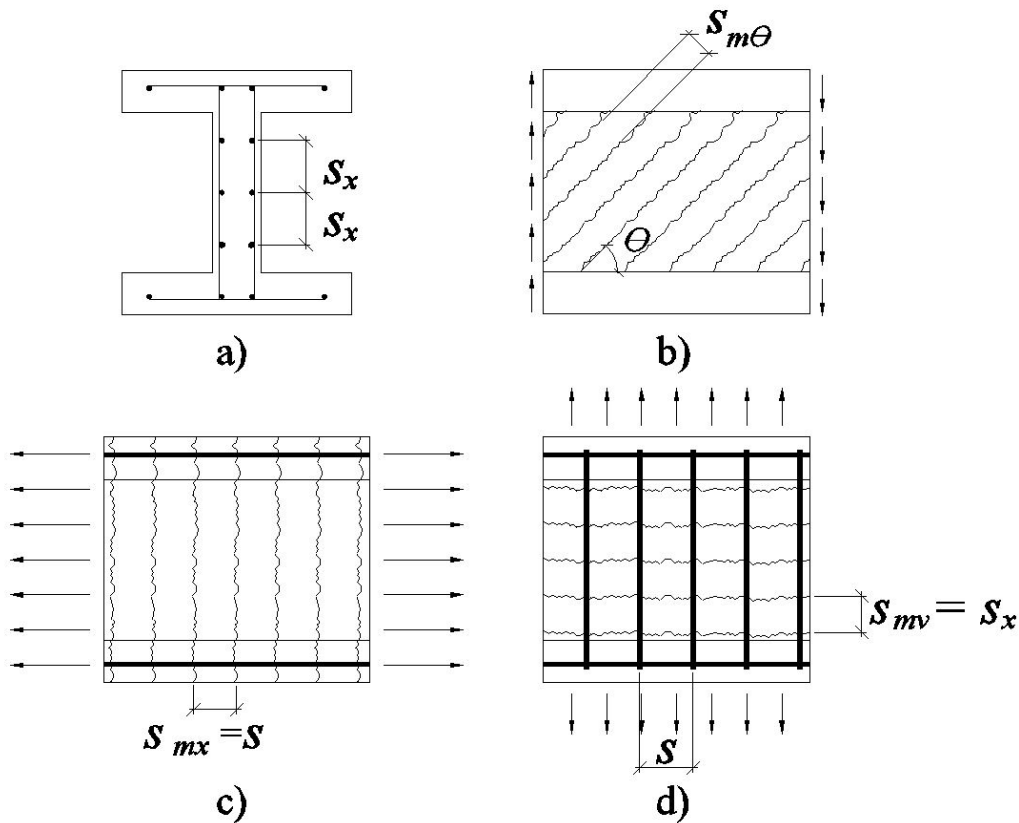 S_x
S_x
a)
S_mΘ
Θ
b)
S_mx = S
c)
S_mv = S_x
S
d)